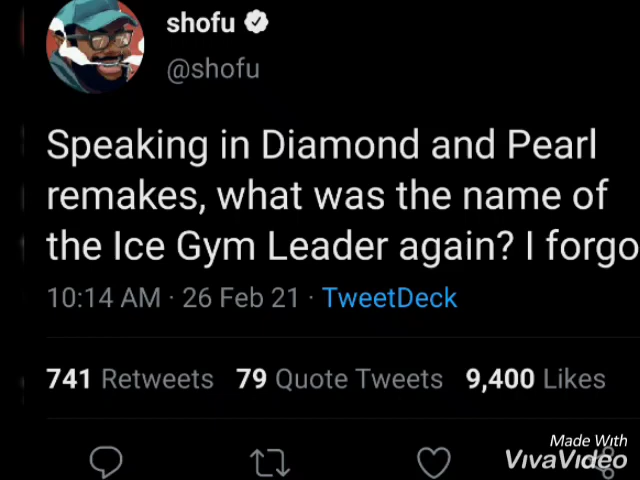 shofu
@shofu
Speaking in Diamond and Pearl
remakes, what was the name of
the Ice Gym Leader again? I forgo
10:14 AM · 26 Feb 21 · TweetDeck
741 Retweets 79 Quote Tweets 9,400 Likes
Made With
VivaVideo